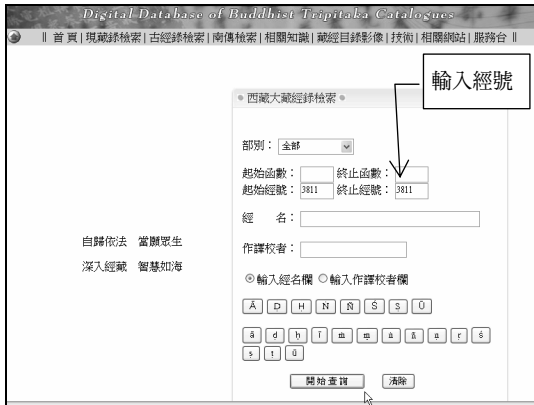 Digital Database of Buddhist Tripitaka Catalogues
‖ 首 頁 | 現藏錄檢索 | 古經錄檢索 | 南傳檢索 | 相關知識 | 藏經目錄影像 | 技術 | 相關網站 | 服務台 ‖
輸入經號
西藏大藏經錄檢索
部別： 全部
起始函數： 終止函數：
起始經號： 3811 終止經號： 3811
經 名：
自歸依法 當願眾生
作譯校者：
深入經藏 智慧如海
輸入經名欄 輸入作譯校者欄
Ā Ḍ Ḥ Ñ Ś Ū
ā ḍ ḥ ī ṛ ś
ṣ ṭ ū
開始查詢 清除